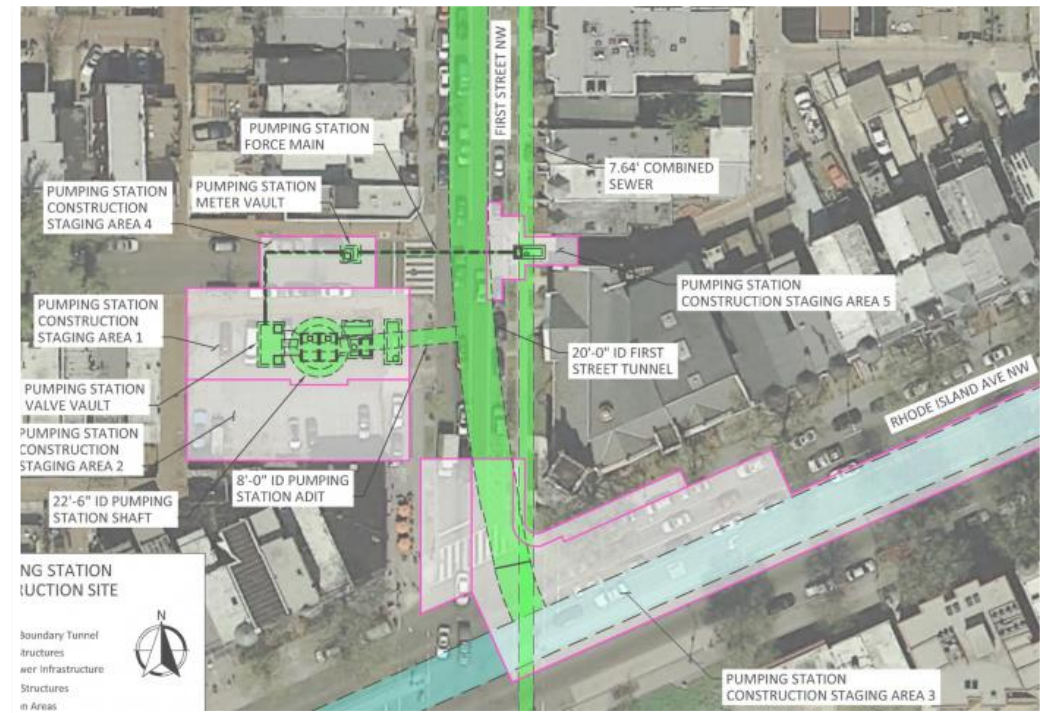 FIRST STREET NW
PUMPING STATION
FORCE MAIN
7.64' COMBINED
SEWER
PUMPING STATION
CONSTRUCTION
STAGING AREA 4
PUMPING STATION
METER VAULT
PUMPING STATION
CONSTRUCTION STAGING AREA 5
PUMPING STATION
CONSTRUCTION
STAGING AREA 1
20'-0" ID FIRST
STREET TUNNEL
RHODE ISLAND AVE NW
PUMPING STATION
VALVE VAULT
PUMPING STATION
CONSTRUCTION
STAGING AREA 2
8'-0" ID PUMPING
STATION ADIT
22'-6" ID PUMPING
STATION SHAFT
NG STATION
RUCTION SITE
N
Boundary Tunnel
Structures
wer Infrastructure
Structures
n Areas
PUMPING STATION
CONSTRUCTION STAGING AREA 3